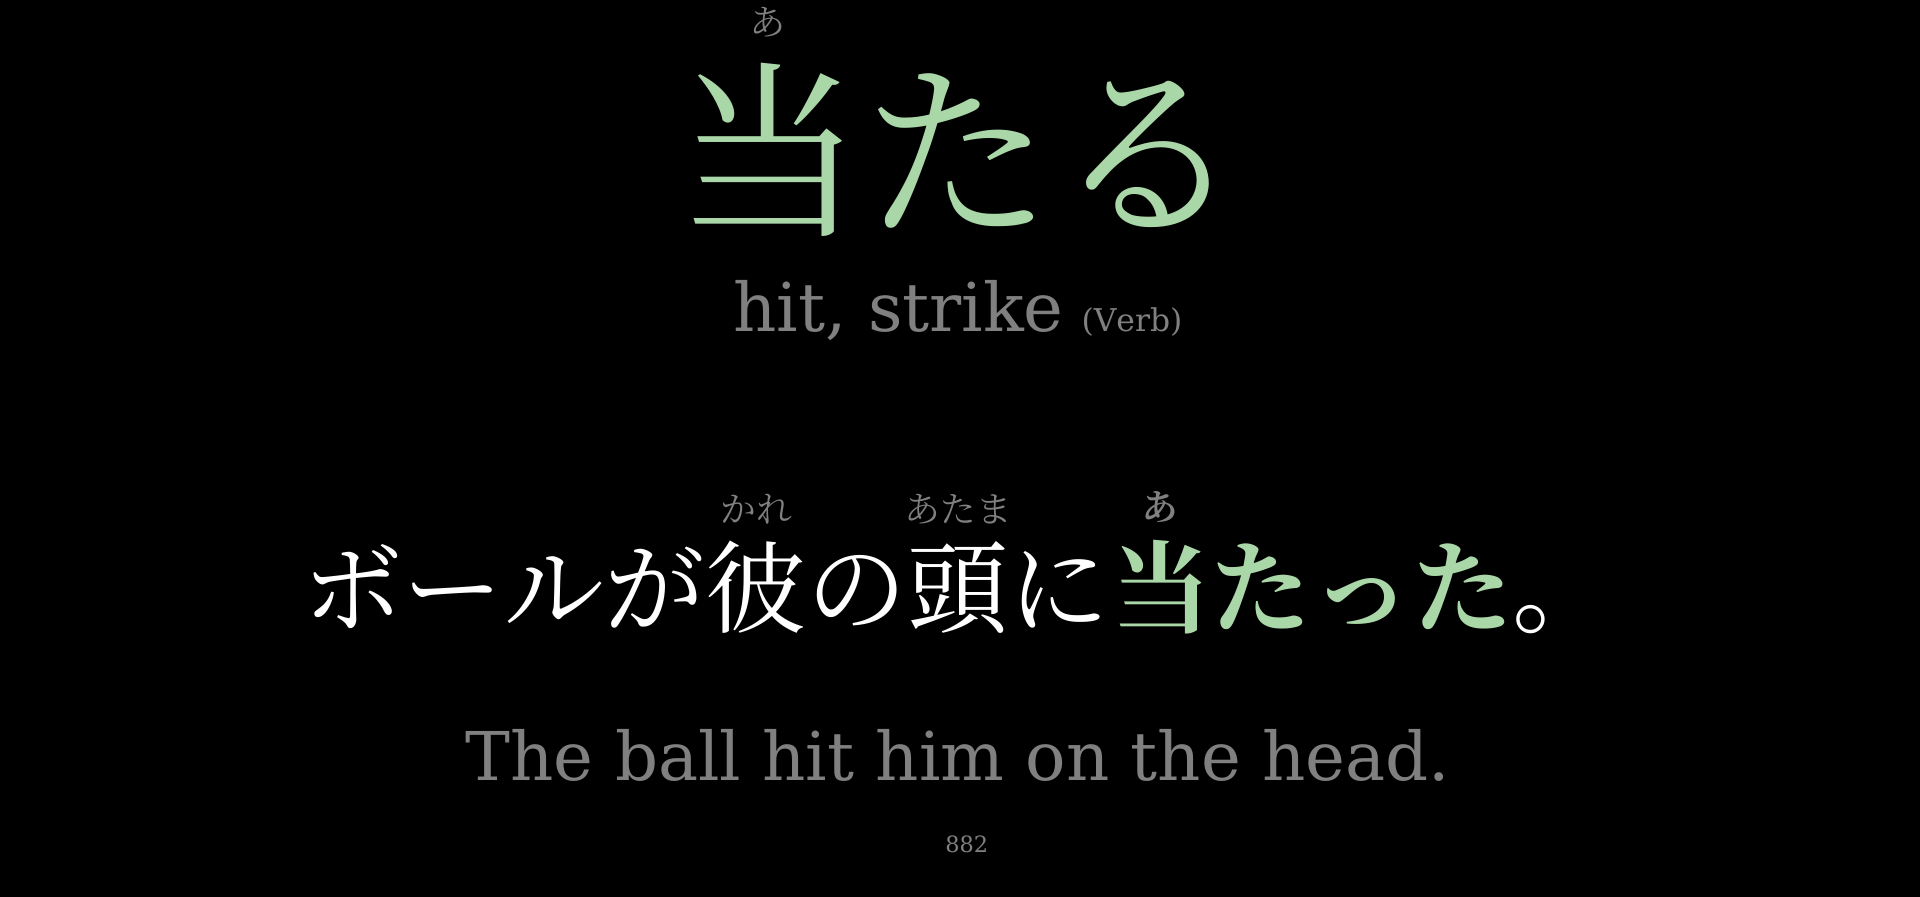 あ
当たる
hit, strike (Verb)
かれ あたま あ
ボールが彼の頭に当たった。
The ball hit him on the head.
882